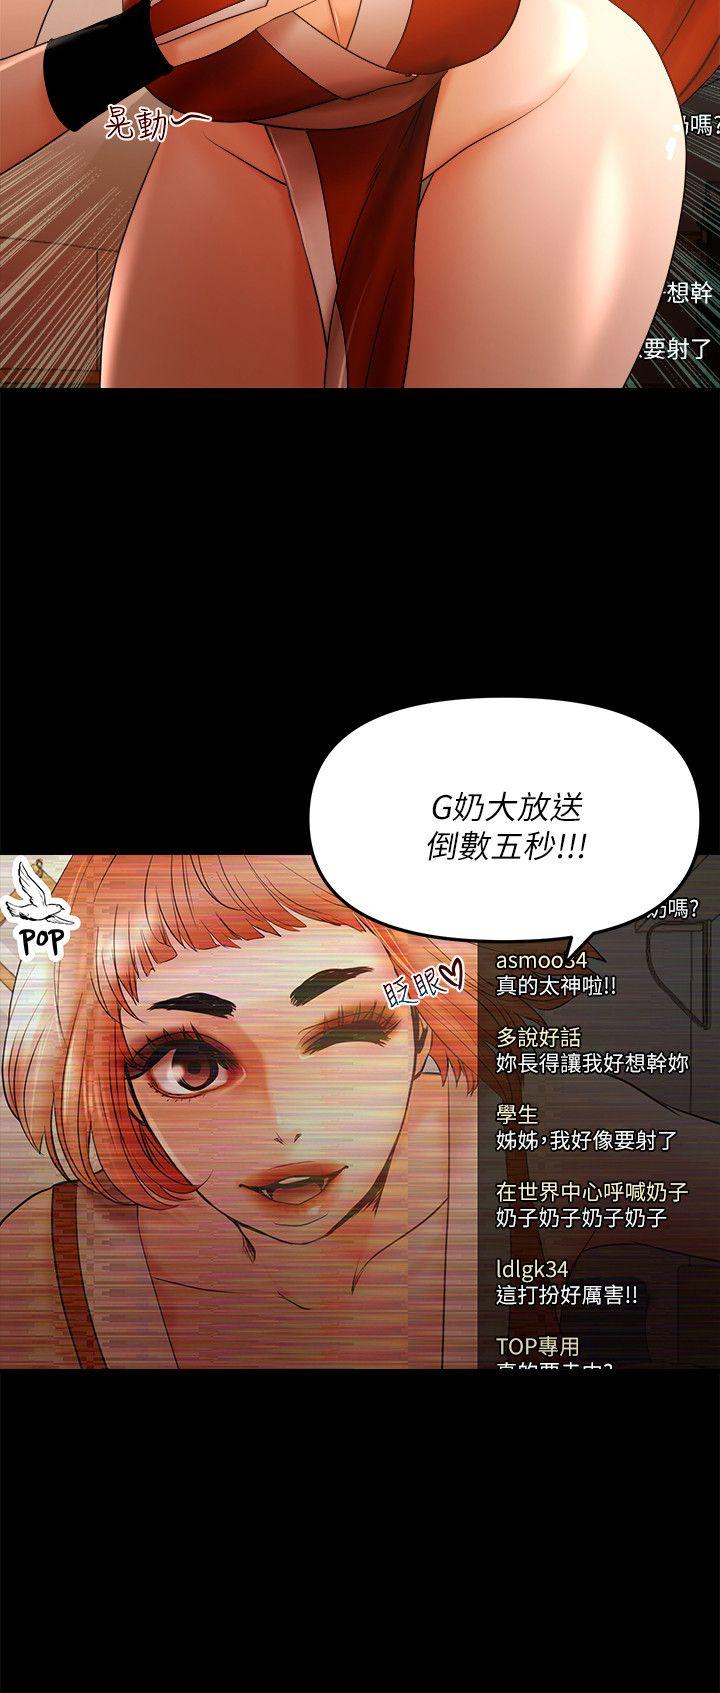 晃動~
奶嗎?
想幹
要射了
G奶大放送
倒數五秒!!!
POP
眨眼♡
奶嗎?
asmoo34
真的太神啦!!
多說好話
妳長得讓我好想幹妳
學生
姊姊,我好像要射了
在世界中心呼喊奶子
奶子奶子奶子奶子
ldlgk34
這打扮好厲害!!
TOP專用